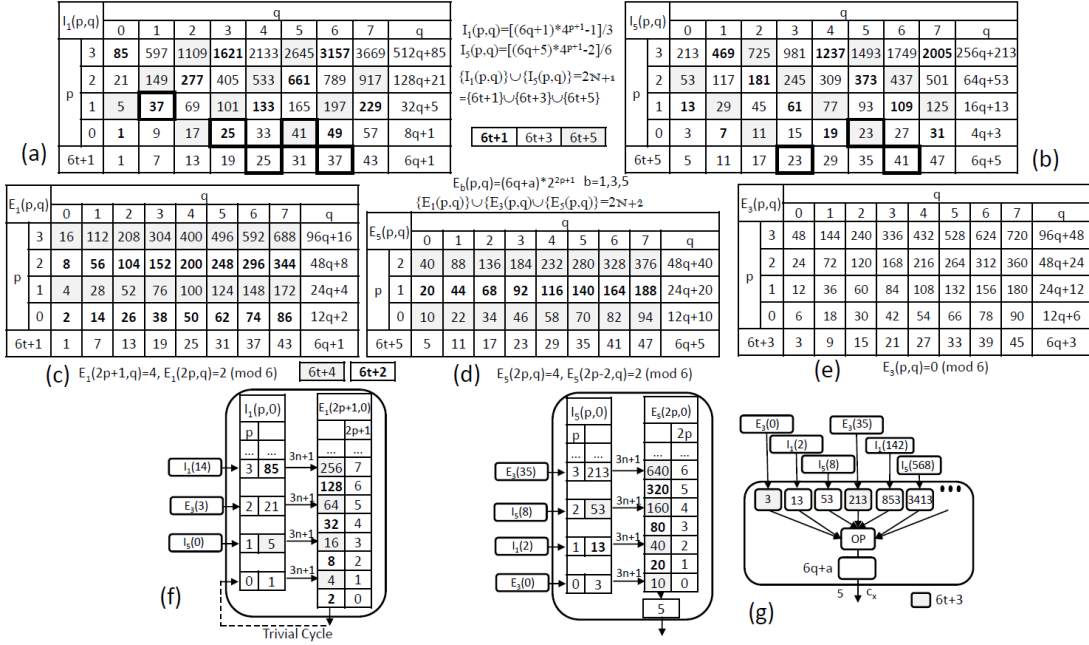 I₁(p,q) q
0 1 2 3 4 5 6 7 q
p
3 85 597 1109 1621 2133 2645 3157 3669 512q+85
2 21 149 277 405 533 661 789 917 128q+21
1 5 37 69 101 133 165 197 229 32q+5
0 1 9 17 25 33 41 49 57 8q+1
6t+1 1 7 13 19 25 31 37 43 6q+1
(a)
I₁(p,q)=[(6q+1)*4ᵖ⁺¹-1]/3
I₅(p,q)=[(6q+5)*4ᵖ⁺¹-2]/6
{I₁(p,q)}∪{I₅(p,q)}=2ℕ+1
={6t+1}∪{6t+3}∪{6t+5}
6t+1 6t+3 6t+5
I₅(p,q) q
0 1 2 3 4 5 6 7 q
p
3 213 469 725 981 1237 1493 1749 2005 256q+213
2 53 117 181 245 309 373 437 501 64q+53
1 13 29 45 61 77 93 109 125 16q+13
0 3 7 11 15 19 23 27 31 4q+3
6t+5 5 11 17 23 29 35 41 47 6q+5
(b)
E_b(p,q)=(6q+a)*2²ᵖ⁺¹ b=1,3,5
{E₁(p,q)}∪{E₃(p,q)∪{E₅(p,q)}=2ℕ+2
E₁(p,q) q
0 1 2 3 4 5 6 7 q
p
3 16 112 208 304 400 496 592 688 96q+16
2 8 56 104 152 200 248 296 344 48q+8
1 4 28 52 76 100 124 148 172 24q+4
0 2 14 26 38 50 62 74 86 12q+2
6t+1 1 7 13 19 25 31 37 43 6q+1
(c) E₁(2p+1,q)=4, E₁(2p,q)=2 (mod 6)
6t+4 6t+2
E₅(p,q) q
0 1 2 3 4 5 6 7 q
p
2 40 88 136 184 232 280 328 376 48q+40
1 20 44 68 92 116 140 164 188 24q+20
0 10 22 34 46 58 70 82 94 12q+10
6t+5 5 11 17 23 29 35 41 47 6q+5
(d) E₅(2p,q)=4, E₅(2p-2,q)=2 (mod 6)
E₃(p,q) q
0 1 2 3 4 5 6 7 q
p
3 48 144 240 336 432 528 624 720 96q+48
2 24 72 120 168 216 264 312 360 48q+24
1 12 36 60 84 108 132 156 180 24q+12
0 6 18 30 42 54 66 78 90 12q+6
6t+3 3 9 15 21 27 33 39 45 6q+3
(e) E₃(p,q)=0 (mod 6)
I₁(p,0) E₁(2p+1,0)
p 2p+1
... ... ... ...
I₁(14) 3 85 3n+1 256 7
128 6
E₃(3) 2 21 3n+1 64 5
32 4
I₅(0) 1 5 3n+1 16 3
8 2
0 1 3n+1 4 1
2 0
(f)
Trivial Cycle
I₅(p,0) E₅(2p,0)
p 2p
... ... ... ...
E₃(35) 3 213 3n+1 640 6
320 5
I₅(8) 2 53 3n+1 160 4
80 3
I₁(2) 1 13 3n+1 40 2
20 1
E₃(0) 0 3 3n+1 10 0
5
E₃(0) E₃(35)
I₁(2) I₁(142)
I₅(8) I₅(568)
3 13 53 213 853 3413
OP
6q+a
5 cₓ
(g)
6t+3